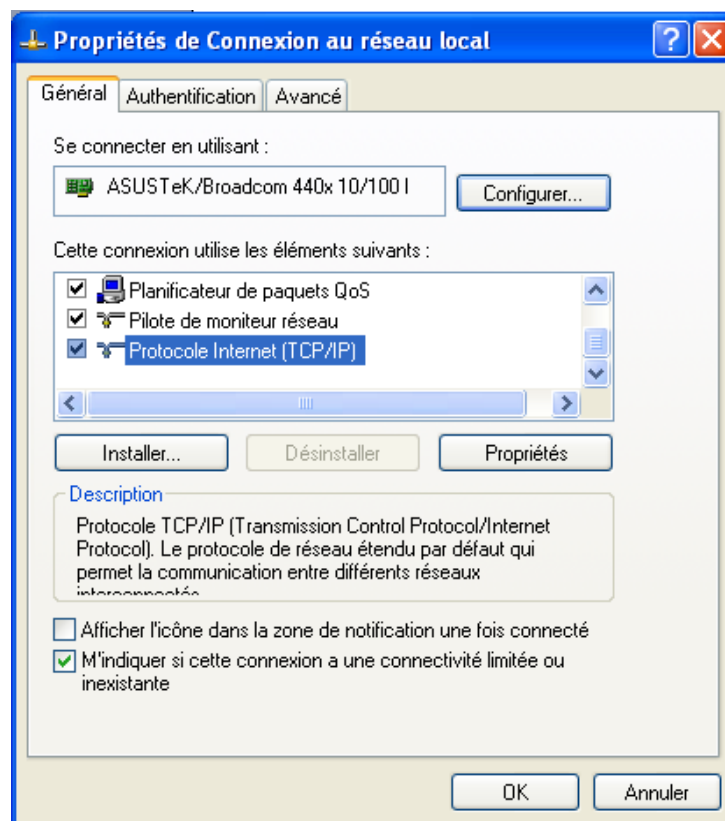 Propriétés de Connexion au réseau local
Général Authentification Avancé
Se connecter en utilisant :
ASUSTeK/Broadcom 440x 10/100 I
Configurer...
Cette connexion utilise les éléments suivants :
Planificateur de paquets QoS
Pilote de moniteur réseau
Protocole Internet (TCP/IP)
Installer... Désinstaller Propriétés
Description
Protocole TCP/IP (Transmission Control Protocol/Internet
Protocol). Le protocole de réseau étendu par défaut qui
permet la communication entre différents réseaux
interconnectés.
Afficher l'icône dans la zone de notification une fois connecté
M'indiquer si cette connexion a une connectivité limitée ou
inexistante
OK Annuler